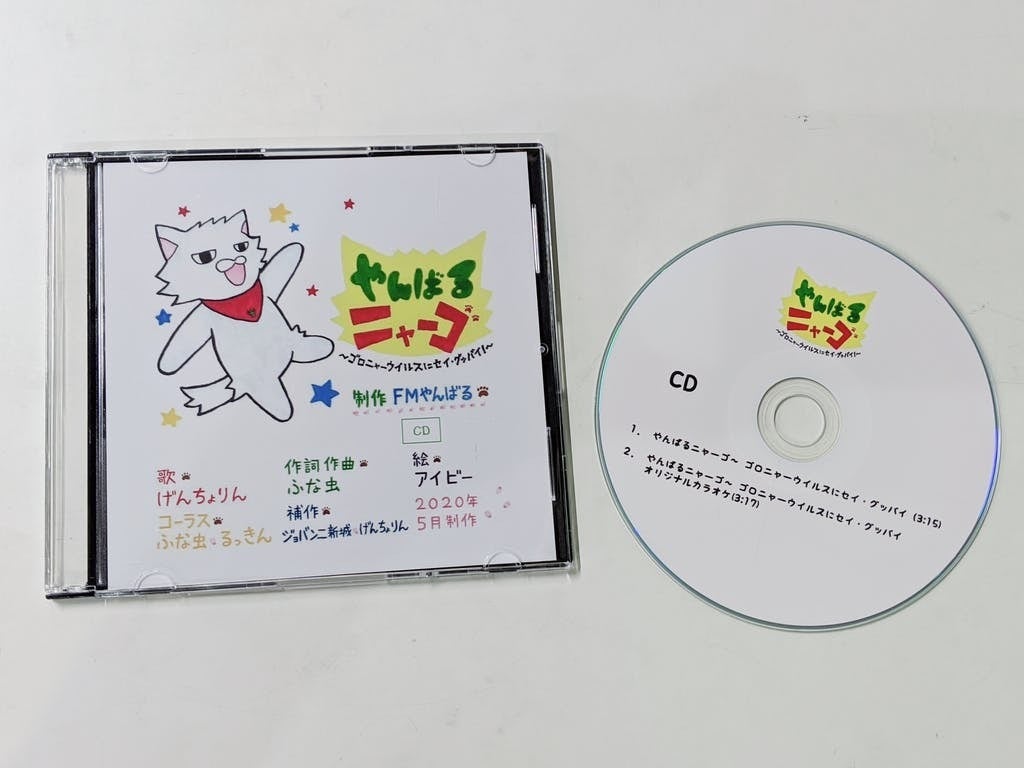 やんばる
ニャーゴ
～ゴロニャーウイルスにセイ・グッバイ！～
制作 FMやんばる
CD
歌
げんちょりん
コーラス
ふな虫 るっきん
作詞 作曲
ふな虫
補作
ジョバンニ新城 げんちょりん
絵
アイビー
2020年
5月制作
やんばる
ニャーゴ
～ゴロニャーウイルスにセイ・グッバイ！～
CD
1. やんばるニャーゴ～ ゴロニャーウイルスにセイ・グッバイ (3:15)
2. やんばるニャーゴ～ ゴロニャーウイルスにセイ・グッバイ
オリジナルカラオケ(3:17)